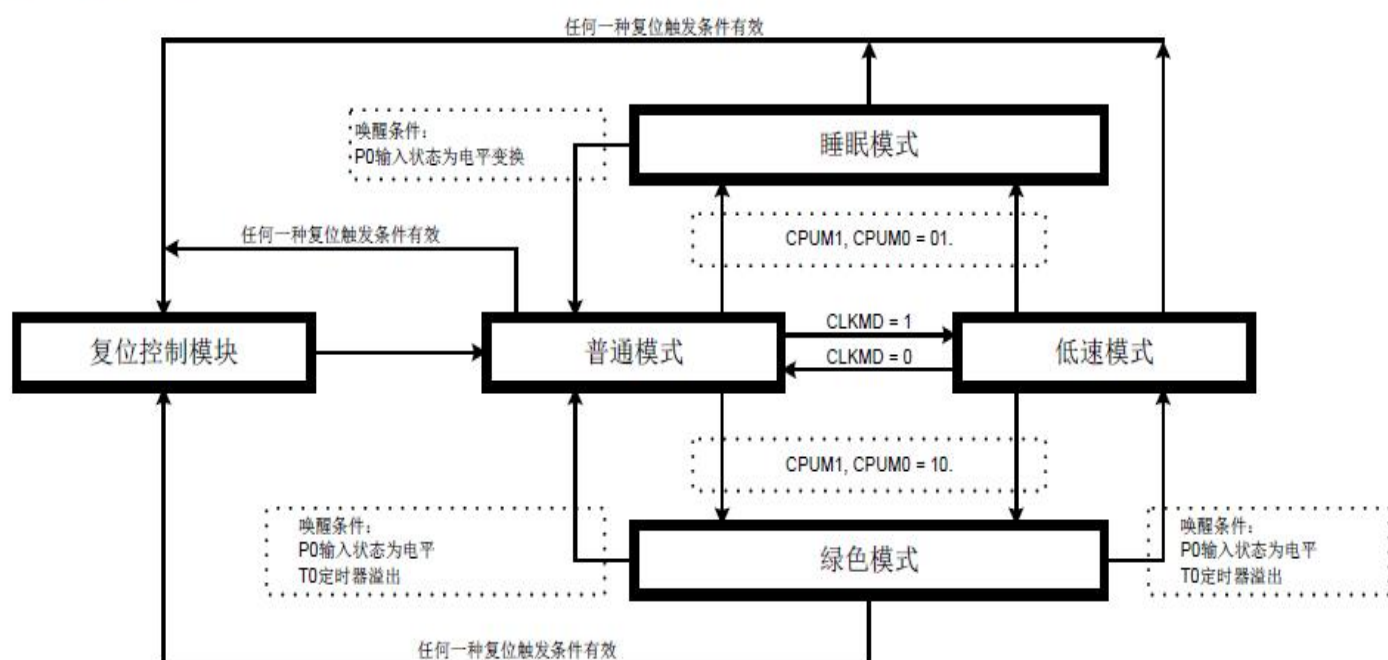 任何一种复位触发条件有效
唤醒条件:
P0输入状态为电平变换
睡眠模式
任何一种复位触发条件有效
CPUM1, CPUM0 = 01.
复位控制模块
普通模式
CLKMD = 1
CLKMD = 0
低速模式
CPUM1, CPUM0 = 10.
唤醒条件:
P0输入状态为电平
T0定时器溢出
绿色模式
唤醒条件:
P0输入状态为电平
T0定时器溢出
任何一种复位触发条件有效